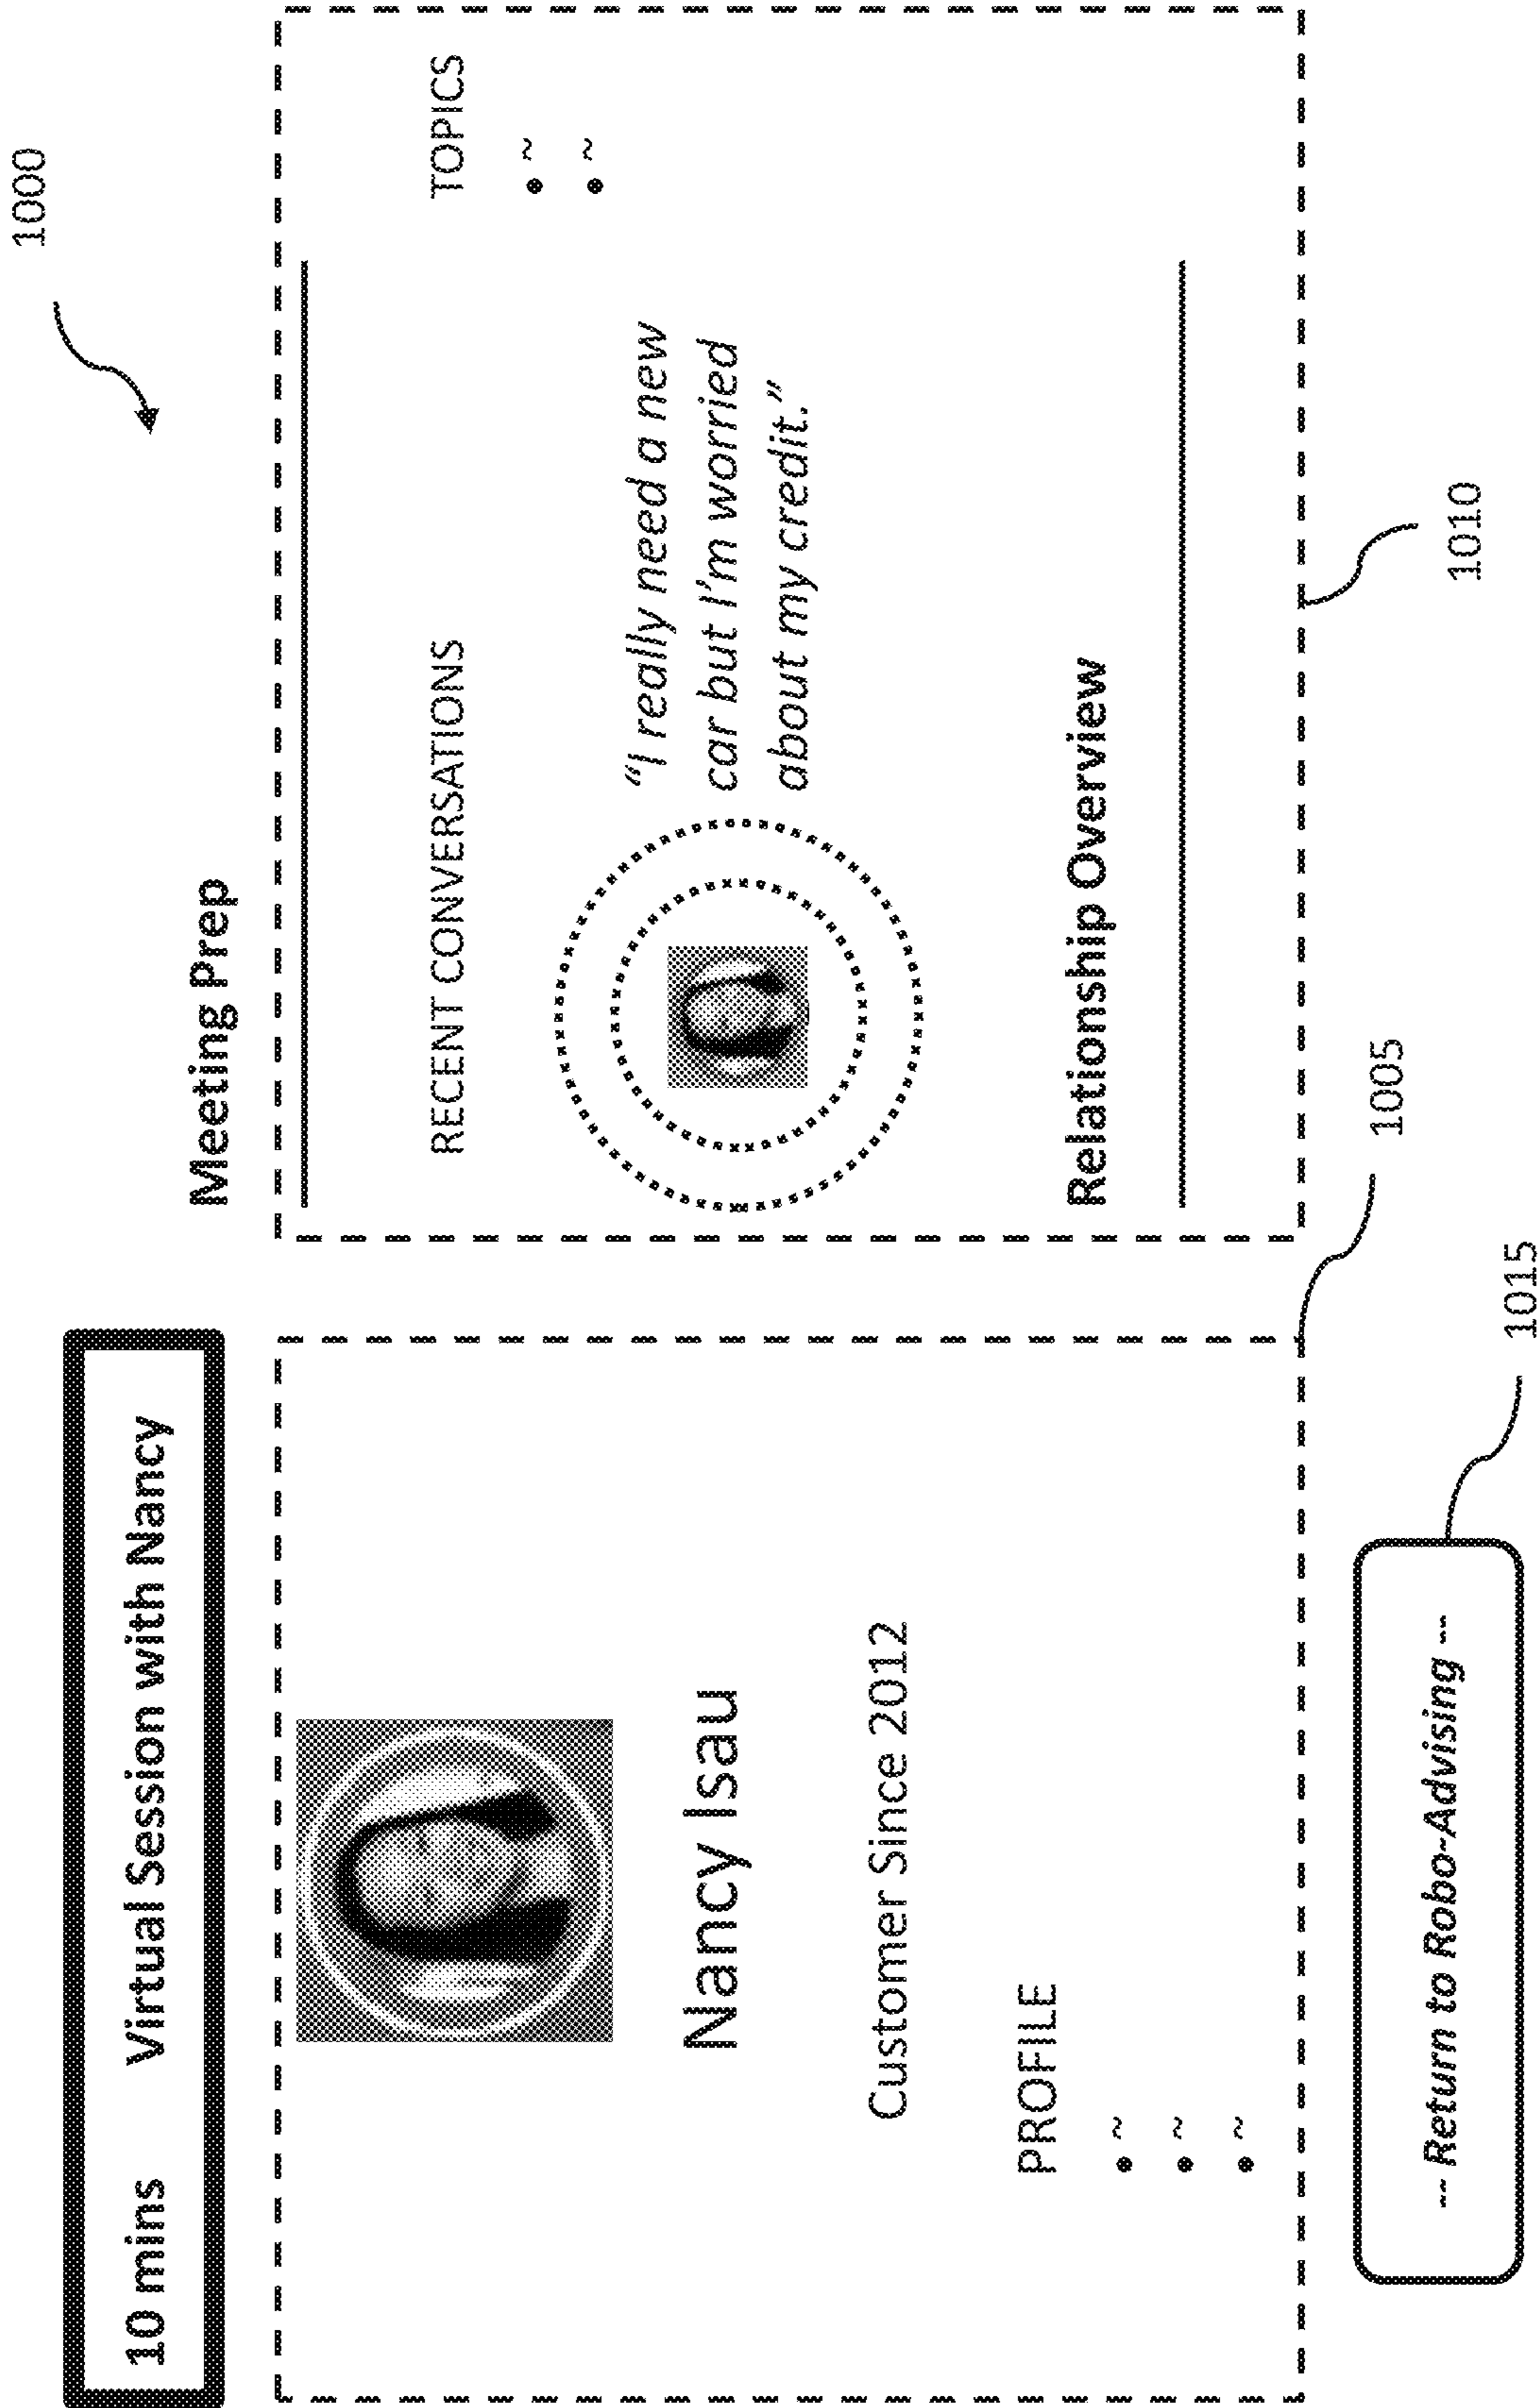 1000
10 mins Virtual Session with Nancy
Nancy Isau
Customer Since 2012
PROFILE
• ~
• ~
• ~
-- Return to Robo-Advising --
1015
1005
Meeting Prep
RECENT CONVERSATIONS
“I really need a new
car but I'm worried
about my credit.”
TOPICS
• ~
• ~
Relationship Overview
1010